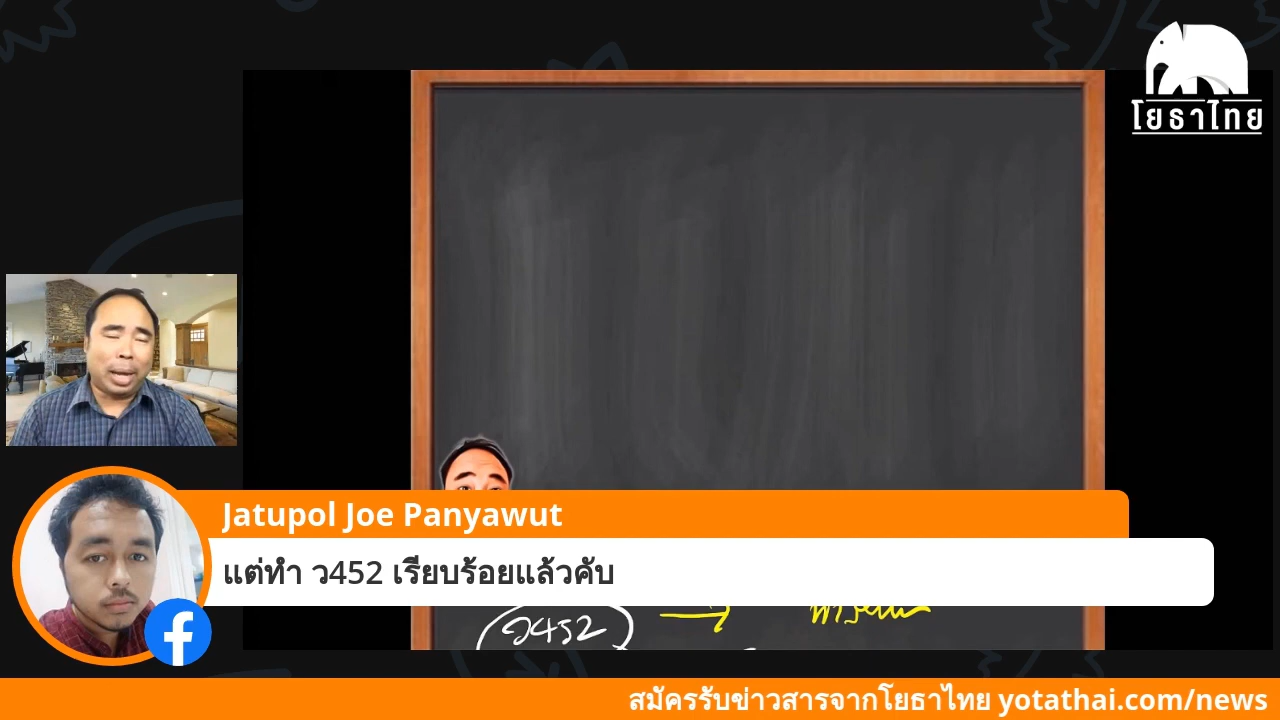 โยธาไทย
Jatupol Joe Panyawut
แต่ทำ ว452 เรียบร้อยแล้วคับ
ว452
สมัครรับข่าวสารจากโยธาไทย yotathai.com/news